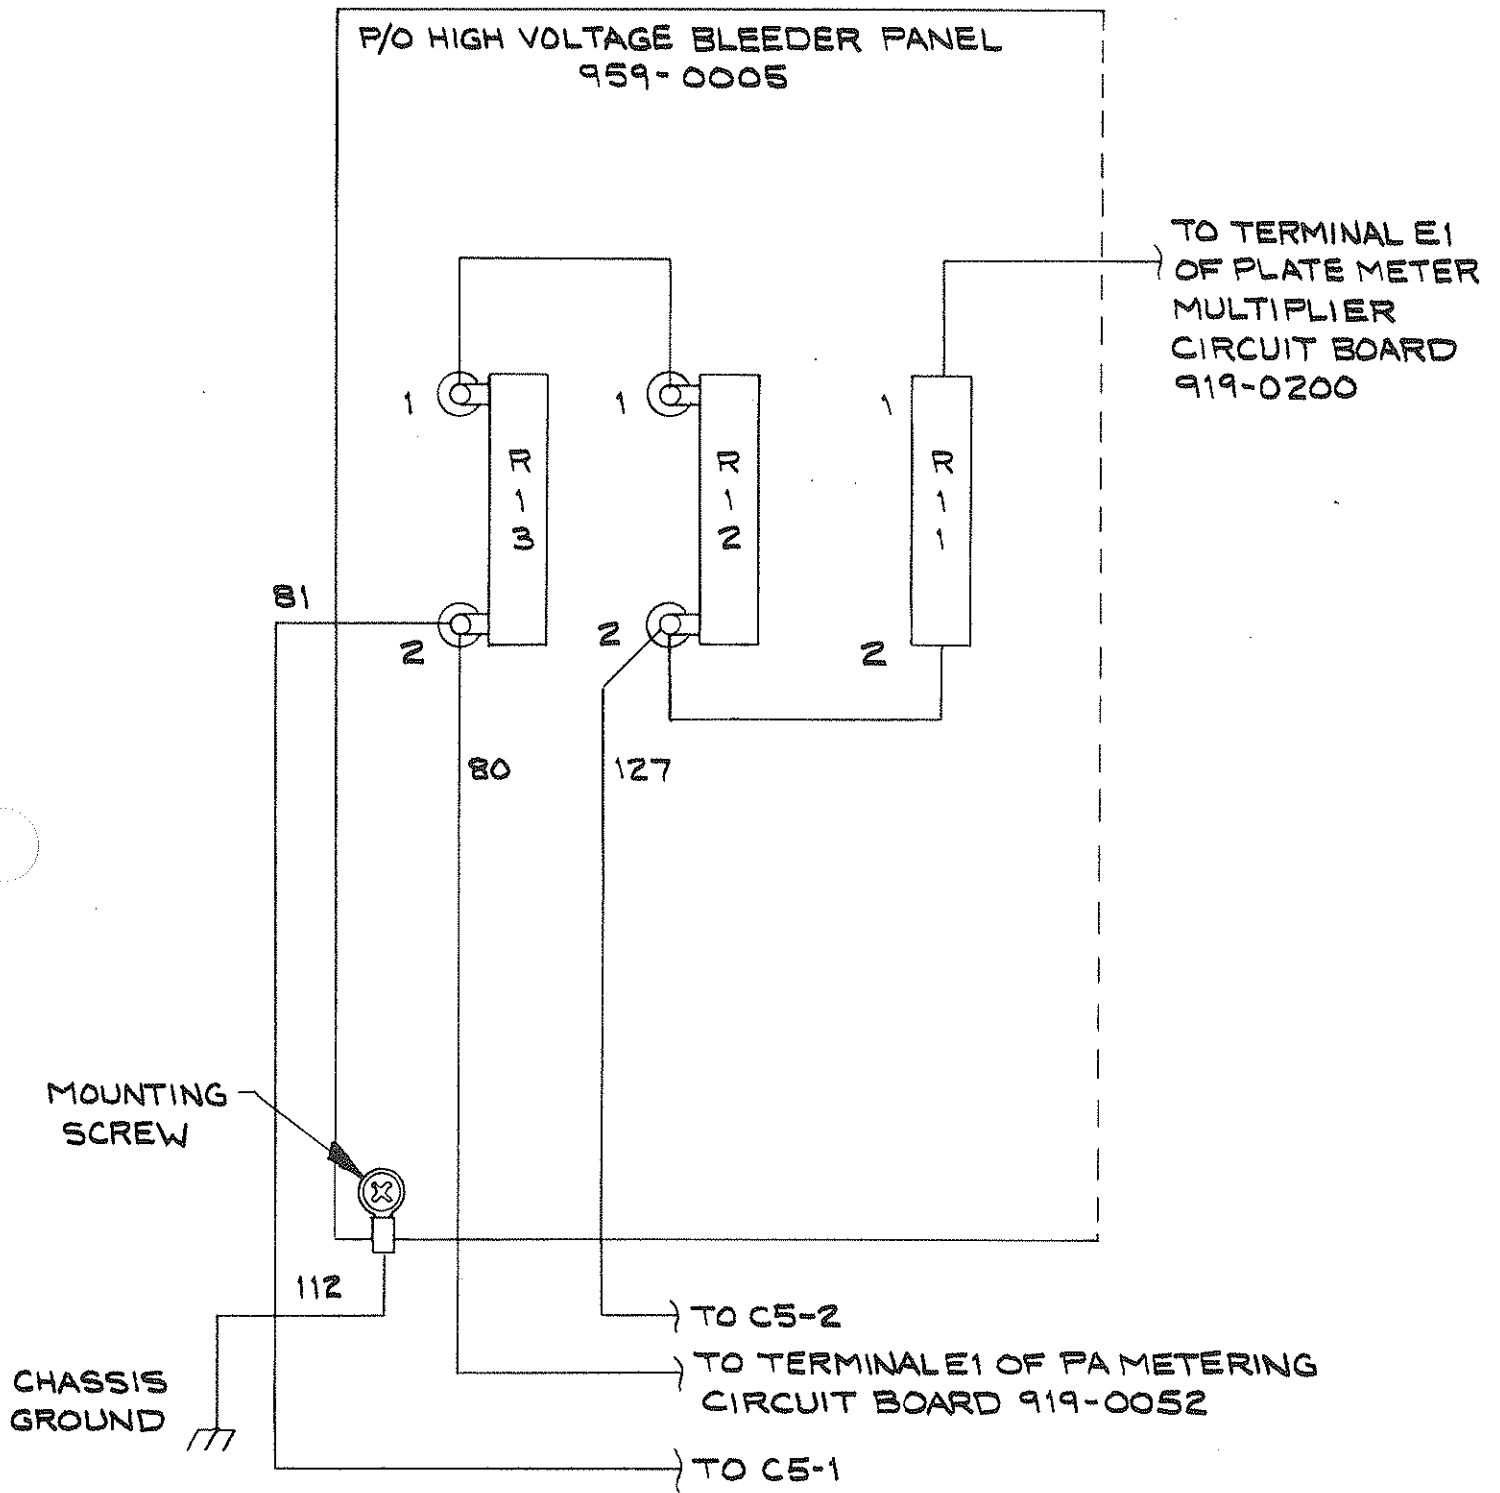 P/O HIGH VOLTAGE BLEEDER PANEL
959-0005
TO TERMINAL E1
OF PLATE METER
MULTIPLIER
CIRCUIT BOARD
919-0200
1
R
1
3
2
1
R
1
2
2
1
R
1
1
2
81
80
127
MOUNTING
SCREW
112
CHASSIS
GROUND
TO C5-2
TO TERMINAL E1 OF PA METERING
CIRCUIT BOARD 919-0052
TO C5-1